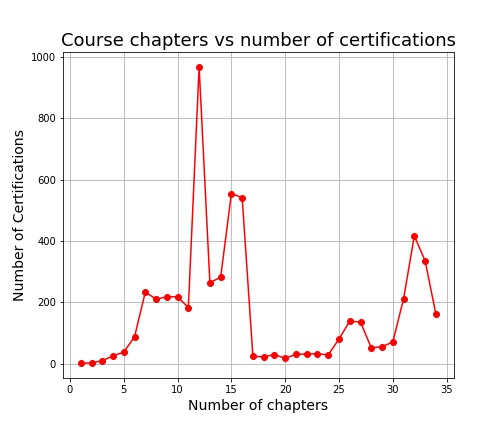 Course chapters vs number of certifications
1000
800
600
400
200
0
Number of Certifications
0 5 10 15 20 25 30 35
Number of chapters